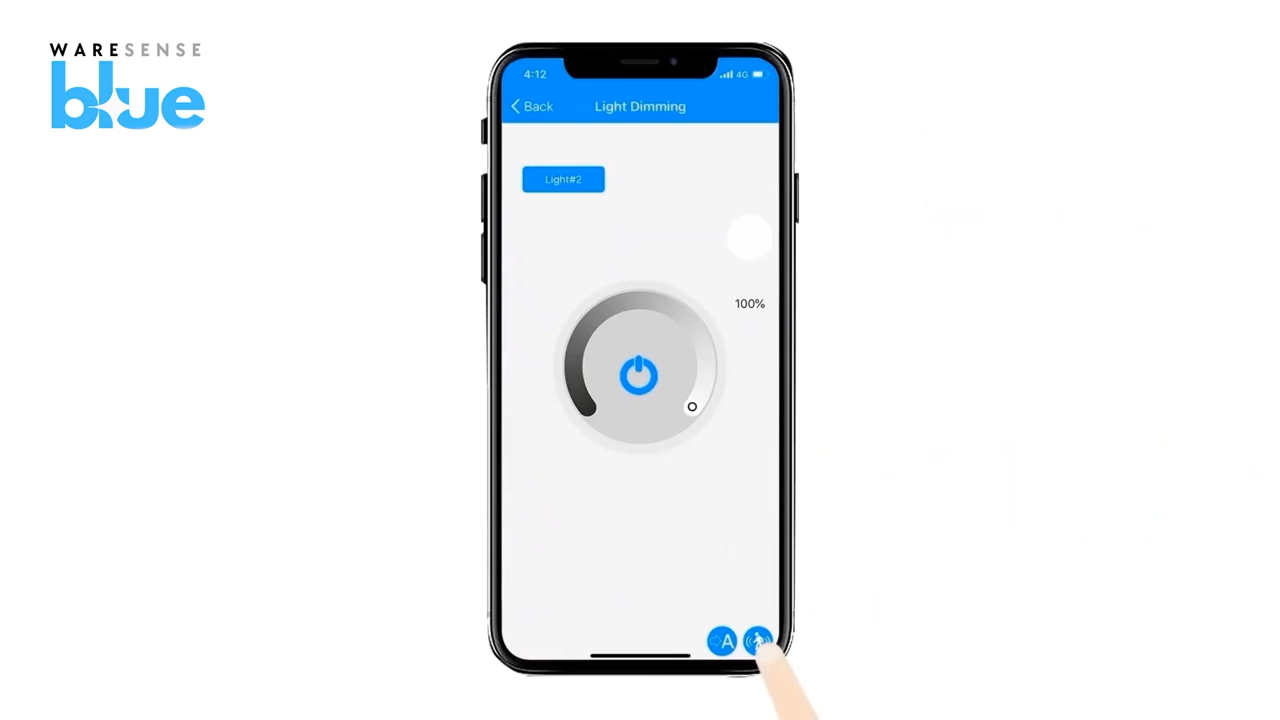 WARESENSE
blue
4:12
4G
Back
Light Dimming
Light#2
100%
A